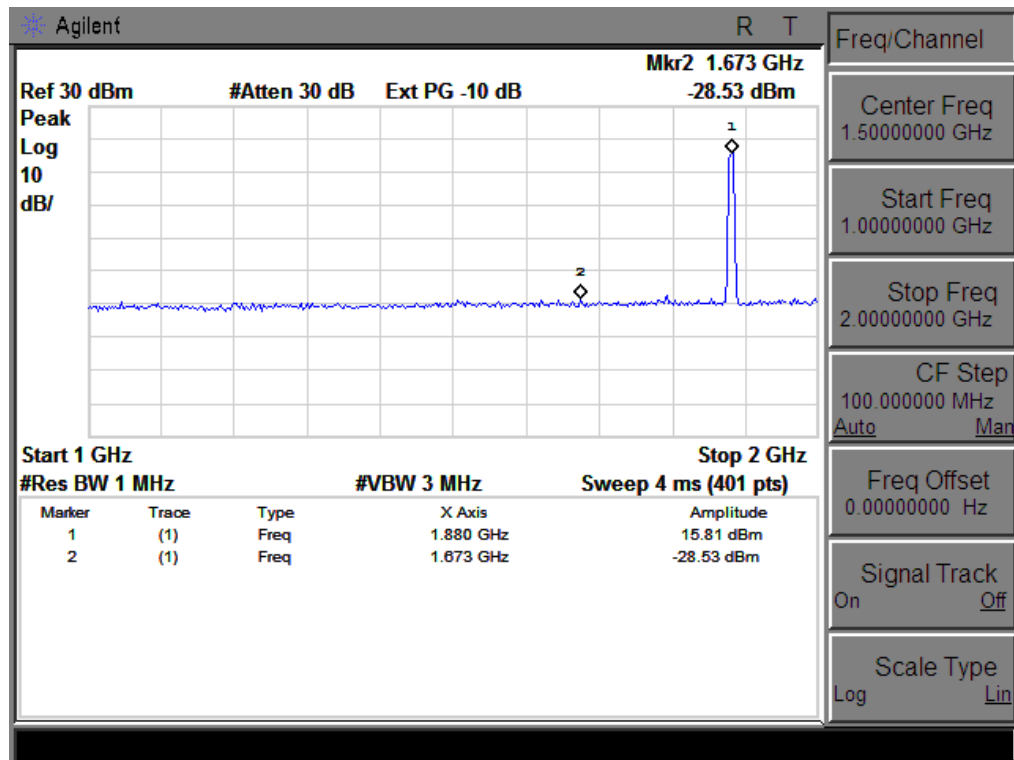 Agilent R T
Mkr2 1.673 GHz
Ref 30 dBm #Atten 30 dB Ext PG -10 dB -28.53 dBm
Peak
Log
10
dB/
1
2
Start 1 GHz Stop 2 GHz
#Res BW 1 MHz #VBW 3 MHz Sweep 4 ms (401 pts)
Marker Trace Type X Axis Amplitude
1 (1) Freq 1.880 GHz 15.81 dBm
2 (1) Freq 1.673 GHz -28.53 dBm
Freq/Channel
Center Freq
1.50000000 GHz
Start Freq
1.00000000 GHz
Stop Freq
2.00000000 GHz
CF Step
100.000000 MHz
Auto Man
Freq Offset
0.00000000 Hz
Signal Track
On Off
Scale Type
Log Lin